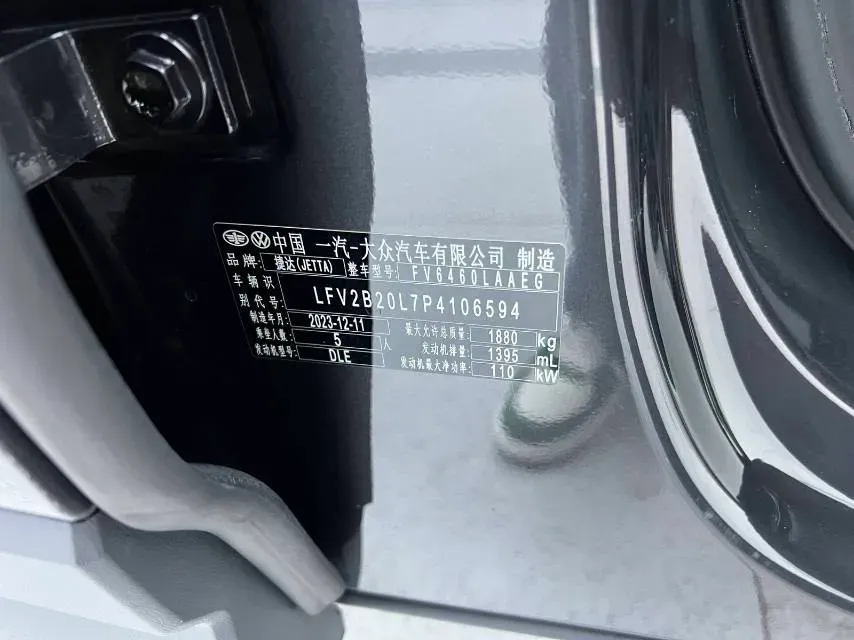 中国 一汽-大众汽车有限公司 制造
品牌: 捷达(JETTA) 整车型号: FV6460LAAEG
车辆识别代号: LFV2B20L7P4106594
制造年月: 2023-12-11 最大允许总质量: 1880 kg
乘坐人数: 5 人 发动机排量: 1395 mL
发动机型号: DLE 发动机最大净功率: 110 kW